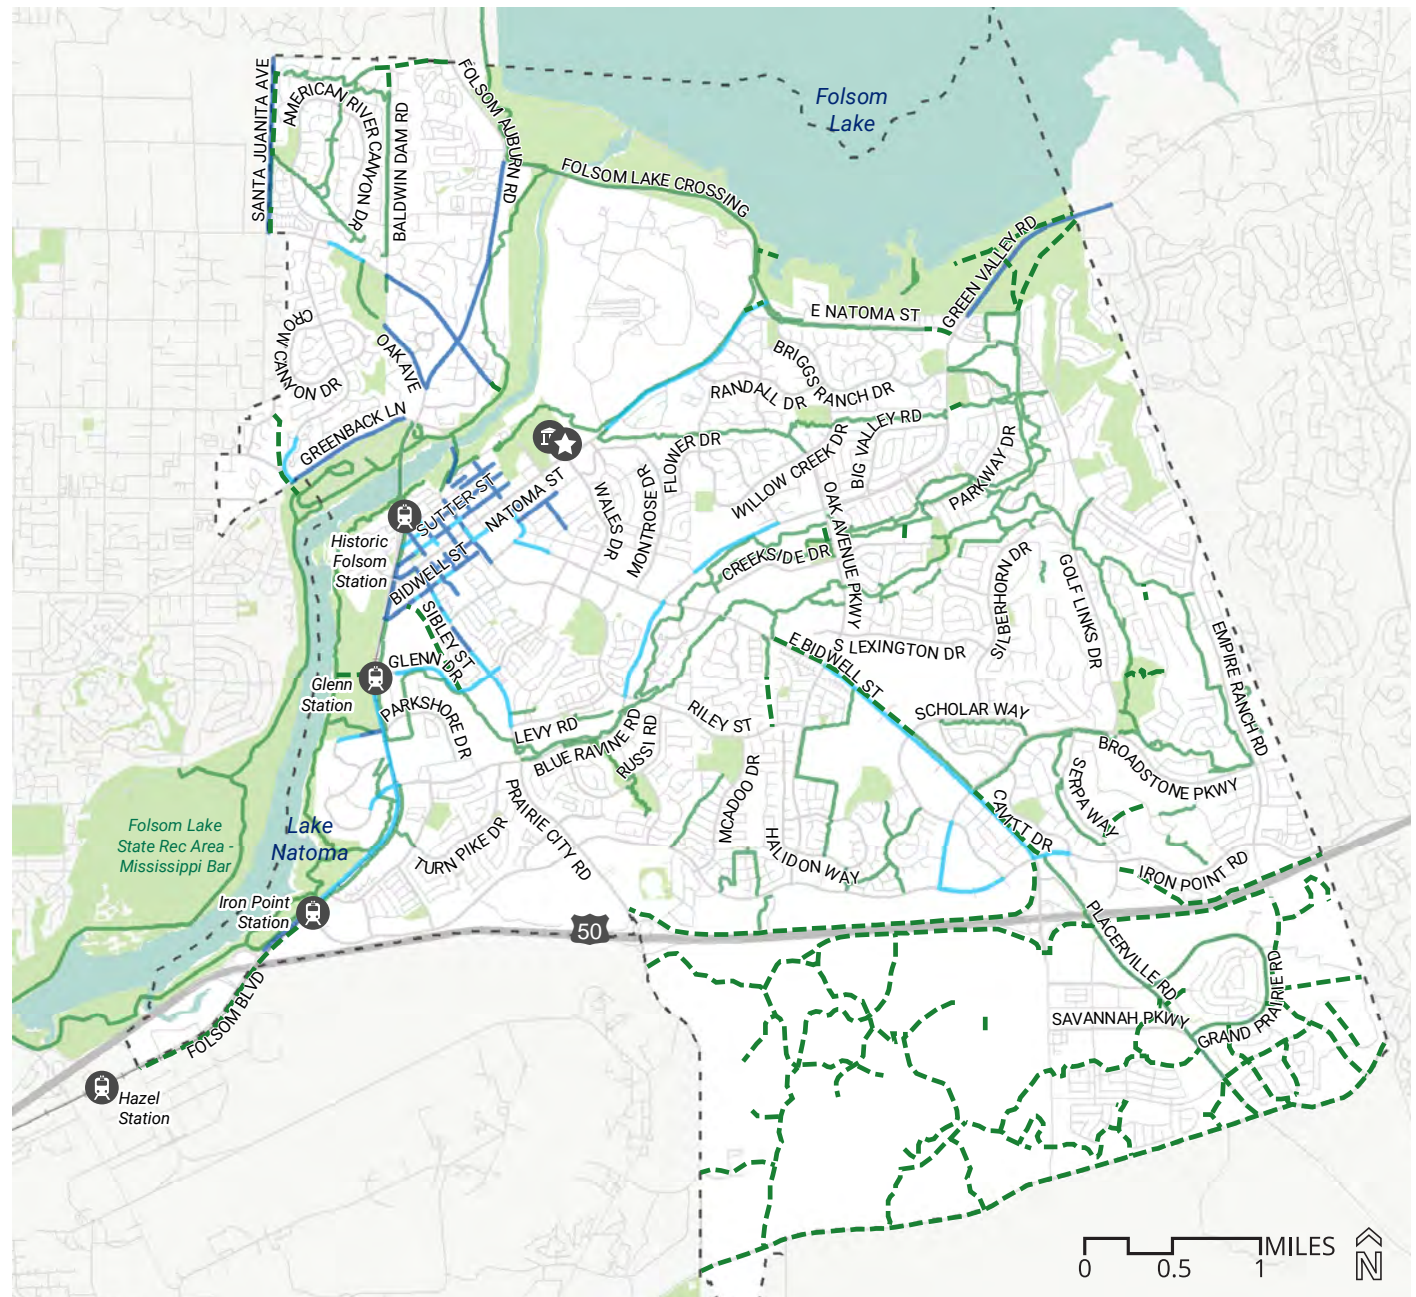 SANTA JUANITA AVE
AMERICAN RIVER CANYON DR
BALDWIN DAM RD
FOLSOM AUBURN RD
Folsom
Lake
FOLSOM LAKE CROSSING
GREEN VALLEY RD
E NATOMA ST
CROW CANYON DR
OAK AVE
GREENBACK LN
BRIGGS RANCH DR
RANDALL DR
BIG VALLEY RD
FLOWER DR
WILLOW CREEK DR
PARKWAY DR
SUTTER ST
NATOMA ST
WALES DR
MONTROSE DR
OAK AVENUE PKWY
Historic
Folsom
Station
BIDWELL ST
CREEKSIDE DR
SILBERHORN DR
GOLF LINKS DR
EMPIRE RANCH RD
SIBLEY ST
GLENN DR
S LEXINGTON DR
E BIDWELL ST
Glenn
Station
PARKSHORE DR
LEVY RD
BLUE RAVINE RD
RUSSI RD
RILEY ST
SCHOLAR WAY
BROADSTONE PKWY
SERPA WAY
CAVITT DR
MCADOO DR
HALIDON WAY
PRAIRIE CITY RD
TURN PIKE DR
IRON POINT RD
Folsom Lake
State Rec Area -
Mississippi Bar
Lake
Natoma
Iron Point
Station
50
PLACERVILLE RD
FOLSOM BLVD
SAVANNAH PKWY
GRAND PRAIRIE RD
Hazel
Station
MILES
0 0.5 1
N